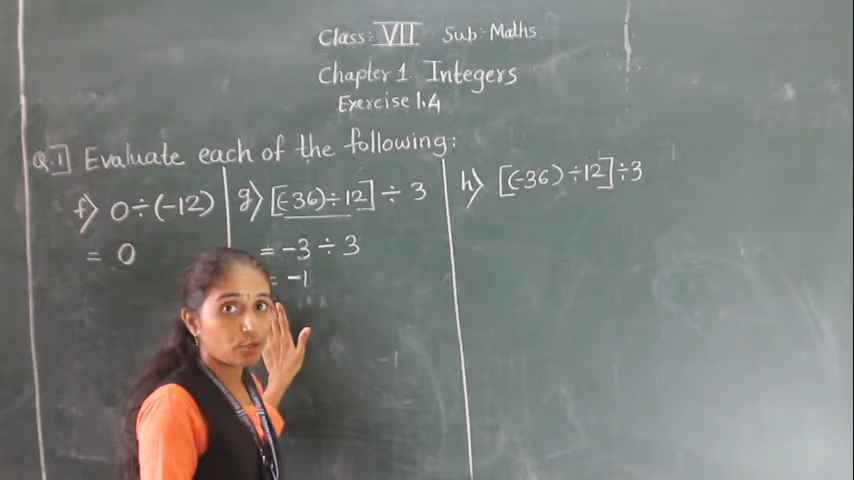 Class:- VII Sub:- Maths.
Chapter 1. Integers
Exercise 1.4
Q.1] Evaluate each of the following:
f) 0÷(-12)
= 0
g) [(-36)÷12] ÷ 3
= -3 ÷ 3
= -1
h) [(-36) ÷12] ÷3